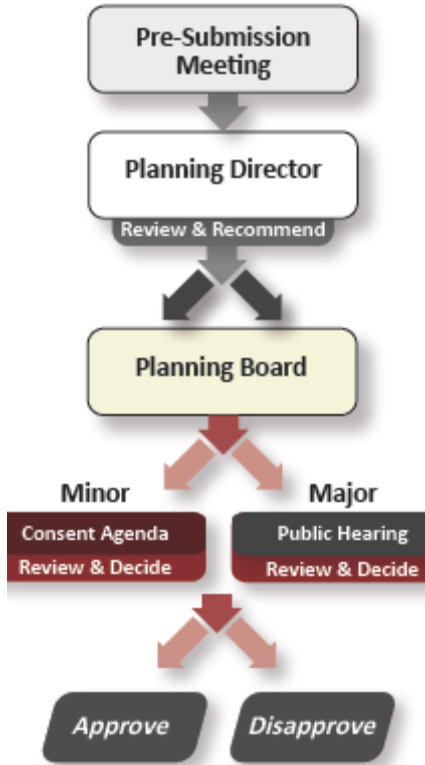 Pre-Submission
Meeting
Planning Director
Review & Recommend
Planning Board
Minor
Major
Consent Agenda
Public Hearing
Review & Decide
Review & Decide
Approve
Disapprove